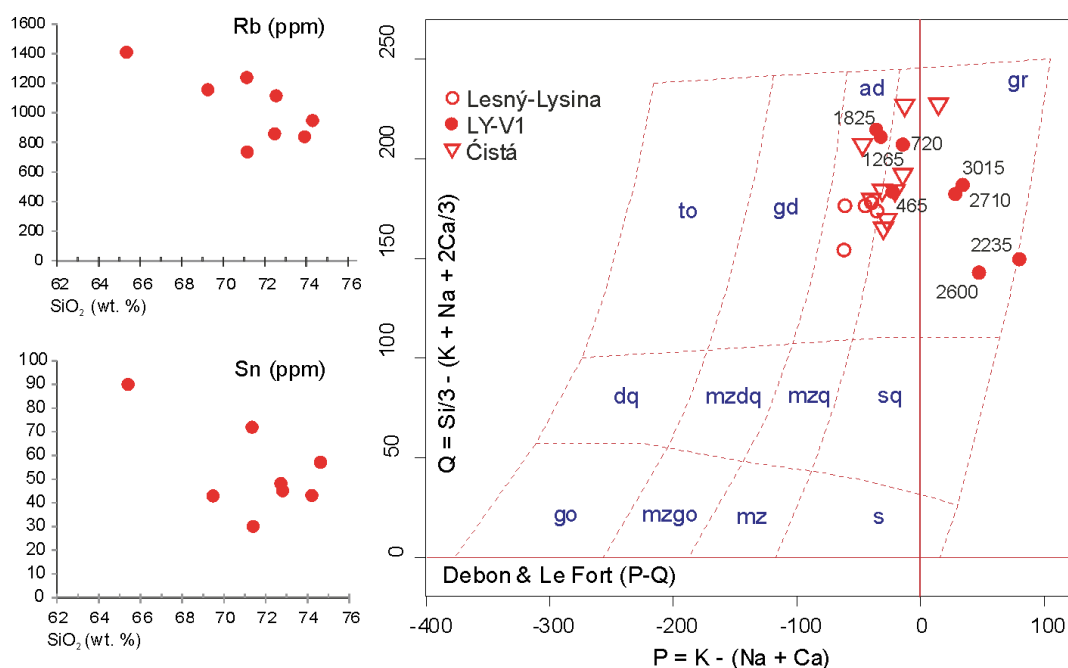 Rb (ppm)
1600
1400
1200
1000
800
600
400
200
0
62 64 66 68 70 72 74 76
SiO2 (wt. %)
Sn (ppm)
100
90
80
70
60
50
40
30
20
10
0
62 64 66 68 70 72 74 76
SiO2 (wt. %)
Q = Si/3 - (K + Na + 2Ca/3)
250
200
150
100
50
0
Lesný-Lysina
LY-V1
Čistá
ad
gr
1825
1265
720
3015
465
2710
to
gd
2235
2600
dq
mzdq
mzq
sq
go
mzgo
mz
s
Debon & Le Fort (P-Q)
-400 -300 -200 -100 0 100
P = K - (Na + Ca)